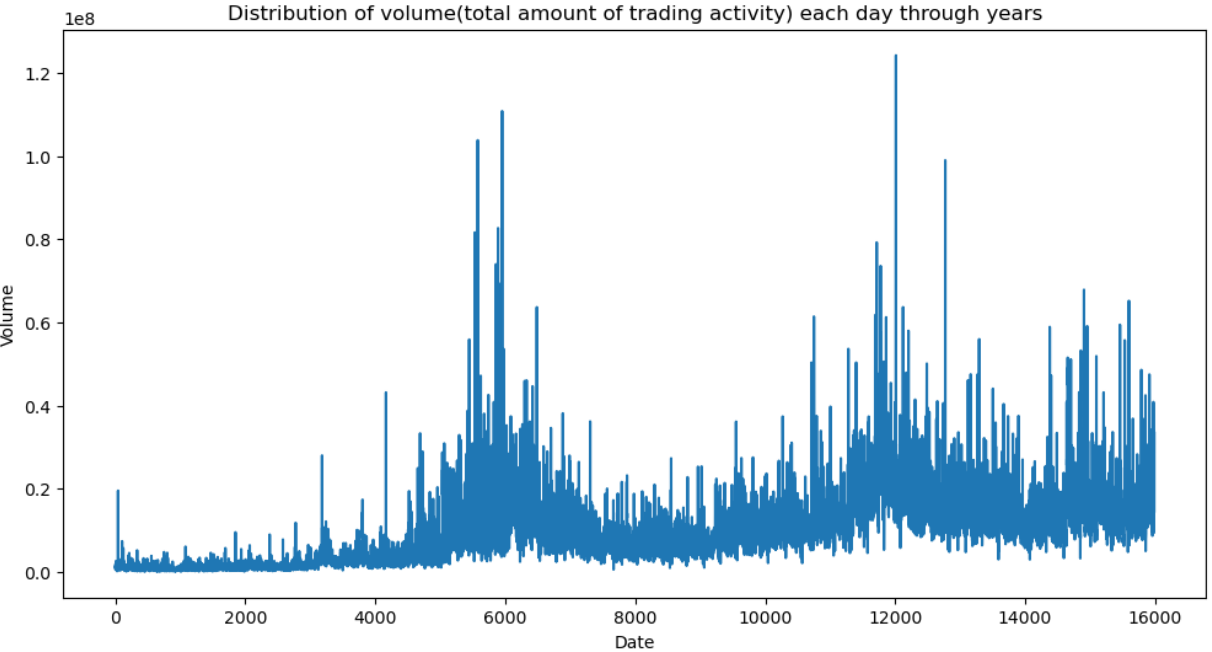 Distribution of volume(total amount of trading activity) each day through years
1e8
1.2
1.0
0.8
0.6
0.4
0.2
0.0
Volume
0 2000 4000 6000 8000 10000 12000 14000 16000
Date